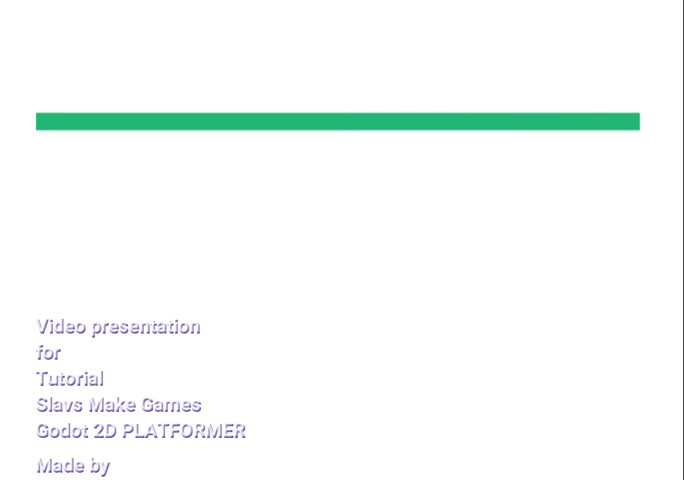 Video presentation
for
Tutorial
Slavs Make Games
Godot 2D PLATFORMER
Made by